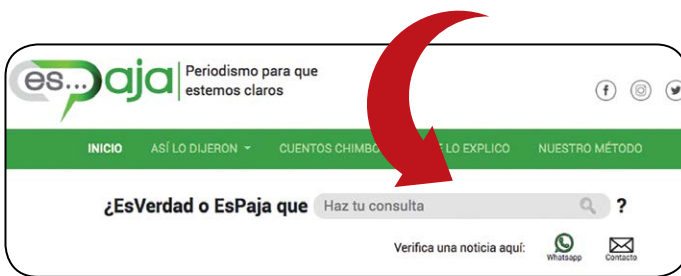 es... Paja
Periodismo para que
estemos claros
INICIO ASÍ LO DIJERON CUENTOS CHIMBO LO EXPLICO NUESTRO MÉTODO
¿EsVerdad o EsPaja que Haz tu consulta ?
Verifica una noticia aquí: Whatsapp Contacto